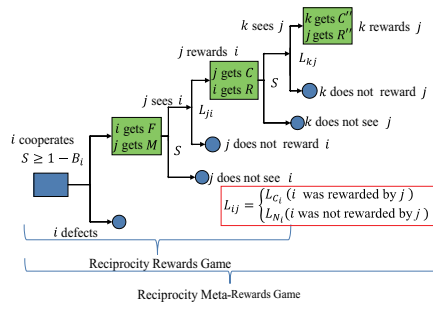 k sees j
k gets C′′
j gets R′′
k rewards j
L_kj
j rewards i
j gets C
i gets R
S
k does not reward j
j sees i
L_ji
k does not see j
i cooperates
S ≥ 1 − B_i
i gets F
j gets M
S
j does not reward i
j does not see i
i defects
L_ij = { L_C_i (i was rewarded by j)
L_N_i (i was not rewarded by j)
Reciprocity Rewards Game
Reciprocity Meta-Rewards Game